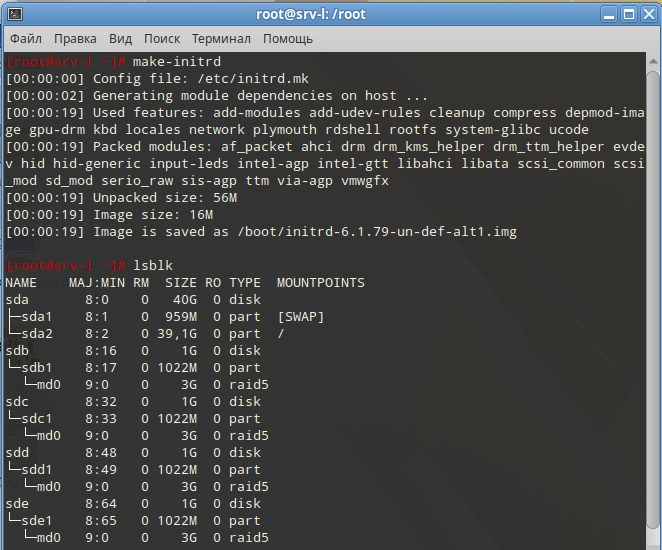 root@srv-l: /root
Файл Правка Вид Поиск Терминал Помощь
[root@srv-l ~]# make-initrd
[00:00:00] Config file: /etc/initrd.mk
[00:00:02] Generating module dependencies on host ...
[00:00:19] Used features: add-modules add-udev-rules cleanup compress depmod-ima
ge gpu-drm kbd locales network plymouth rdshell rootfs system-glibc ucode
[00:00:19] Packed modules: af_packet ahci drm drm_kms_helper drm_ttm_helper evde
v hid hid-generic input-leds intel-agp intel-gtt libahci libata scsi_common scsi
_mod sd_mod serio_raw sis-agp ttm via-agp vmwgfx
[00:00:19] Unpacked size: 56M
[00:00:19] Image size: 16M
[00:00:19] Image is saved as /boot/initrd-6.1.79-un-def-alt1.img
[root@srv-l ~]# lsblk
NAME MAJ:MIN RM SIZE RO TYPE MOUNTPOINTS
sda 8:0 0 40G 0 disk
├─sda1 8:1 0 959M 0 part [SWAP]
└─sda2 8:2 0 39,1G 0 part /
sdb 8:16 0 1G 0 disk
└─sdb1 8:17 0 1022M 0 part
└─md0 9:0 0 3G 0 raid5
sdc 8:32 0 1G 0 disk
└─sdc1 8:33 0 1022M 0 part
└─md0 9:0 0 3G 0 raid5
sdd 8:48 0 1G 0 disk
└─sdd1 8:49 0 1022M 0 part
└─md0 9:0 0 3G 0 raid5
sde 8:64 0 1G 0 disk
└─sde1 8:65 0 1022M 0 part
└─md0 9:0 0 3G 0 raid5